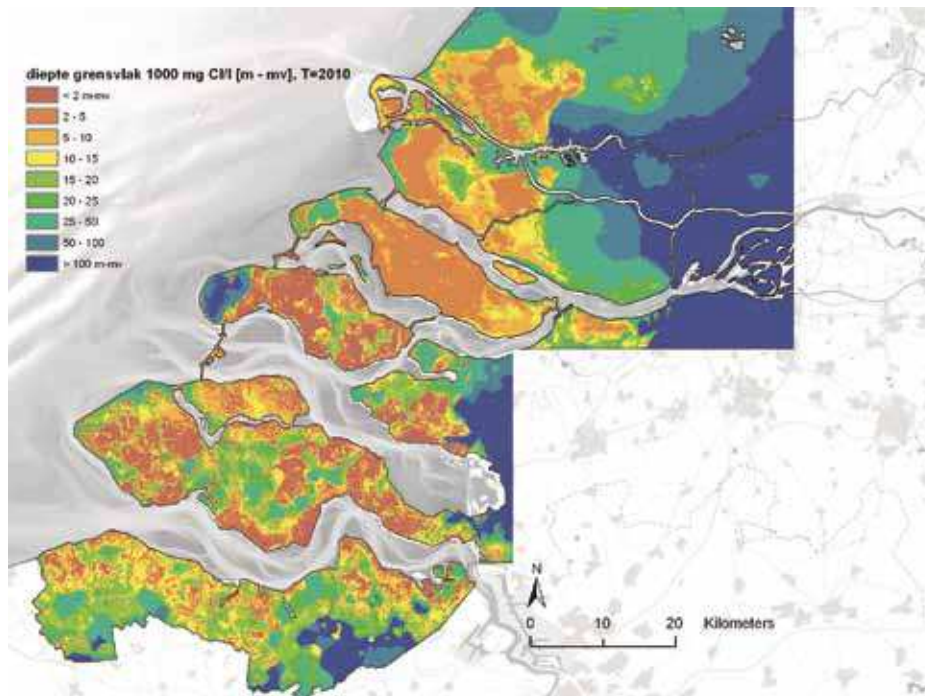 diepte grensvlak 1000 mg Cl/l [m - mv], T=2010
< 2 m-mv
2 - 5
5 - 10
10 - 15
15 - 20
20 - 25
25 - 50
50 - 100
> 100 m-mv
N
0 10 20 Kilometers